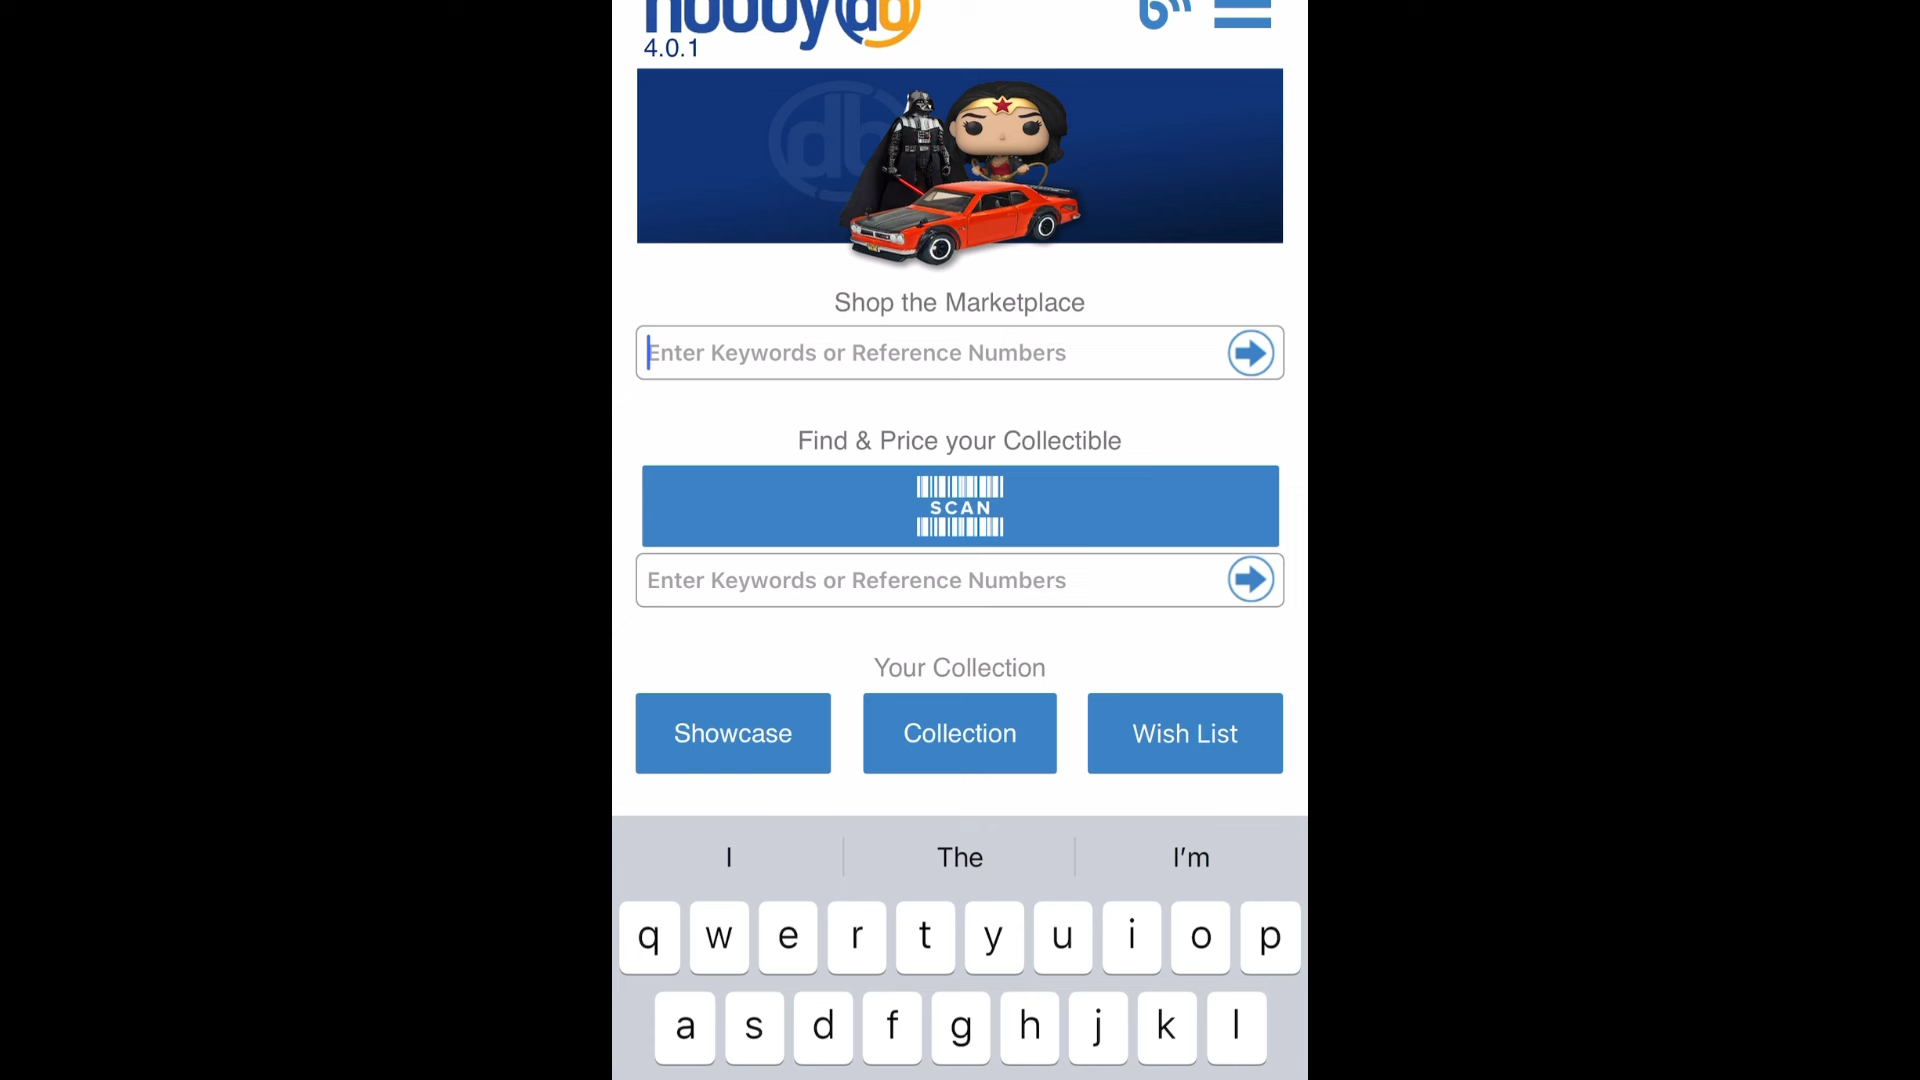 hobbydb
4.0.1
Shop the Marketplace
Enter Keywords or Reference Numbers
Find & Price your Collectible
SCAN
Enter Keywords or Reference Numbers
Your Collection
Showcase Collection Wish List
I The I’m
q w e r t y u i o p
a s d f g h j k l